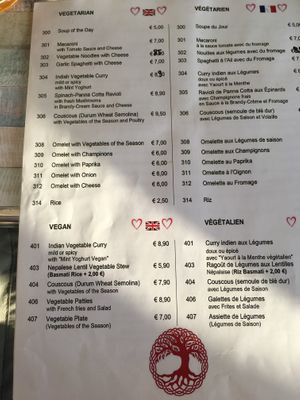 VEGETARIAN
300 Soup of the Day € 5,00
301 Macaroni € 7,00
with Tomato Sauce and Cheese
302 Vegetable Noodles with Cheese
303 Garlic Spaghetti with Cheese € 7,00
304 Indian Vegetable Curry
mild or spicy
with Mint Yoghurt
305 Spinach-Panna Cotta Ravioli
with fresh Mushrooms
in Brandy Cream Sauce and Cheese
306 Couscous (Durum Wheat Semolina) € 9,50
with Vegetables of the Season and Poultry
308 Omelet with Vegetables of the Season € 7,00
309 Omelet with Champinions € 7,00
310 Omelet with Paprika € 7,00
311 Omelet with Onion € 7,00
312 Omelet with Cheese € 7,00
314 Rice € 2,50
VEGAN
401 Indian Vegetable Curry € 8,90
mild or spicy
with "Mint Yoghurt Vegan"
403 Nepalese Lentil Vegetable Stew € 5,90
(Basmati Rice + 2,00 €)
404 Couscous (Durum Wheat Semolina) € 8,90
with Vegetables of the Season
406 Vegetable Patties € 8,90
with French fries and Salad
407 Vegetable Plate € 7,00
(Vegetables of the Season)
VÉGÉTARIEN
300 Soupe du Jour
301 Macaroni
à la sauce tomate avec du fromage
302 Nouilles aux Légumes avec du fromage
303 Spaghetti à l'Ail avec du fromage
304 Curry indien aux Légumes
doux ou épicé
avec "Yaourt à la menthe"
305 Ravioli de Panna Cotta aux Épinards
avec Champignons frais
en Sauce à la Brandy-Crème et Fromage
306 Couscous (semoule de blé dur)
aux Légumes de Saison et Volaille
308 Omelette aux Légumes de saison
309 Omelette aux Champignons
310 Omelette au Paprika
311 Omelette à l'Oignon
312 Omelette au Fromage
314 Riz
VÉGÉTALIEN
401 Curry indien aux Légumes
doux ou épicé
avec "Yaourt à la Menthe végétalien"
403 Ragoût de Légumes aux Lentilles
Népalais (Riz Basmati + 2,00 €)
404 Couscous (semoule de blé dur)
aux Légumes de Saison
406 Galettes de Légumes
avec Frites et Salade
407 Assiette de Légumes
(Légumes de Saison)